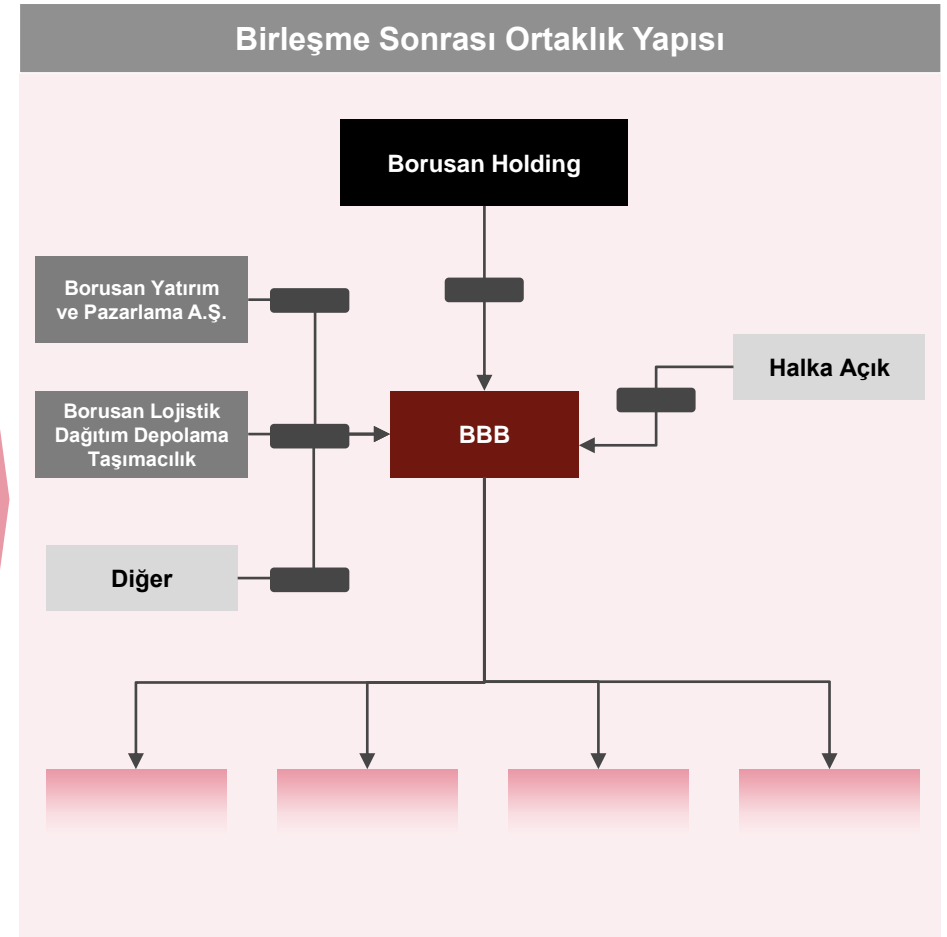 Birleşme Sonrası Ortaklık Yapısı
Borusan Holding
Borusan Yatırım
ve Pazarlama A.Ş.
Halka Açık
Borusan Lojistik
Dağıtım Depolama
Taşımacılık
BBB
Diğer